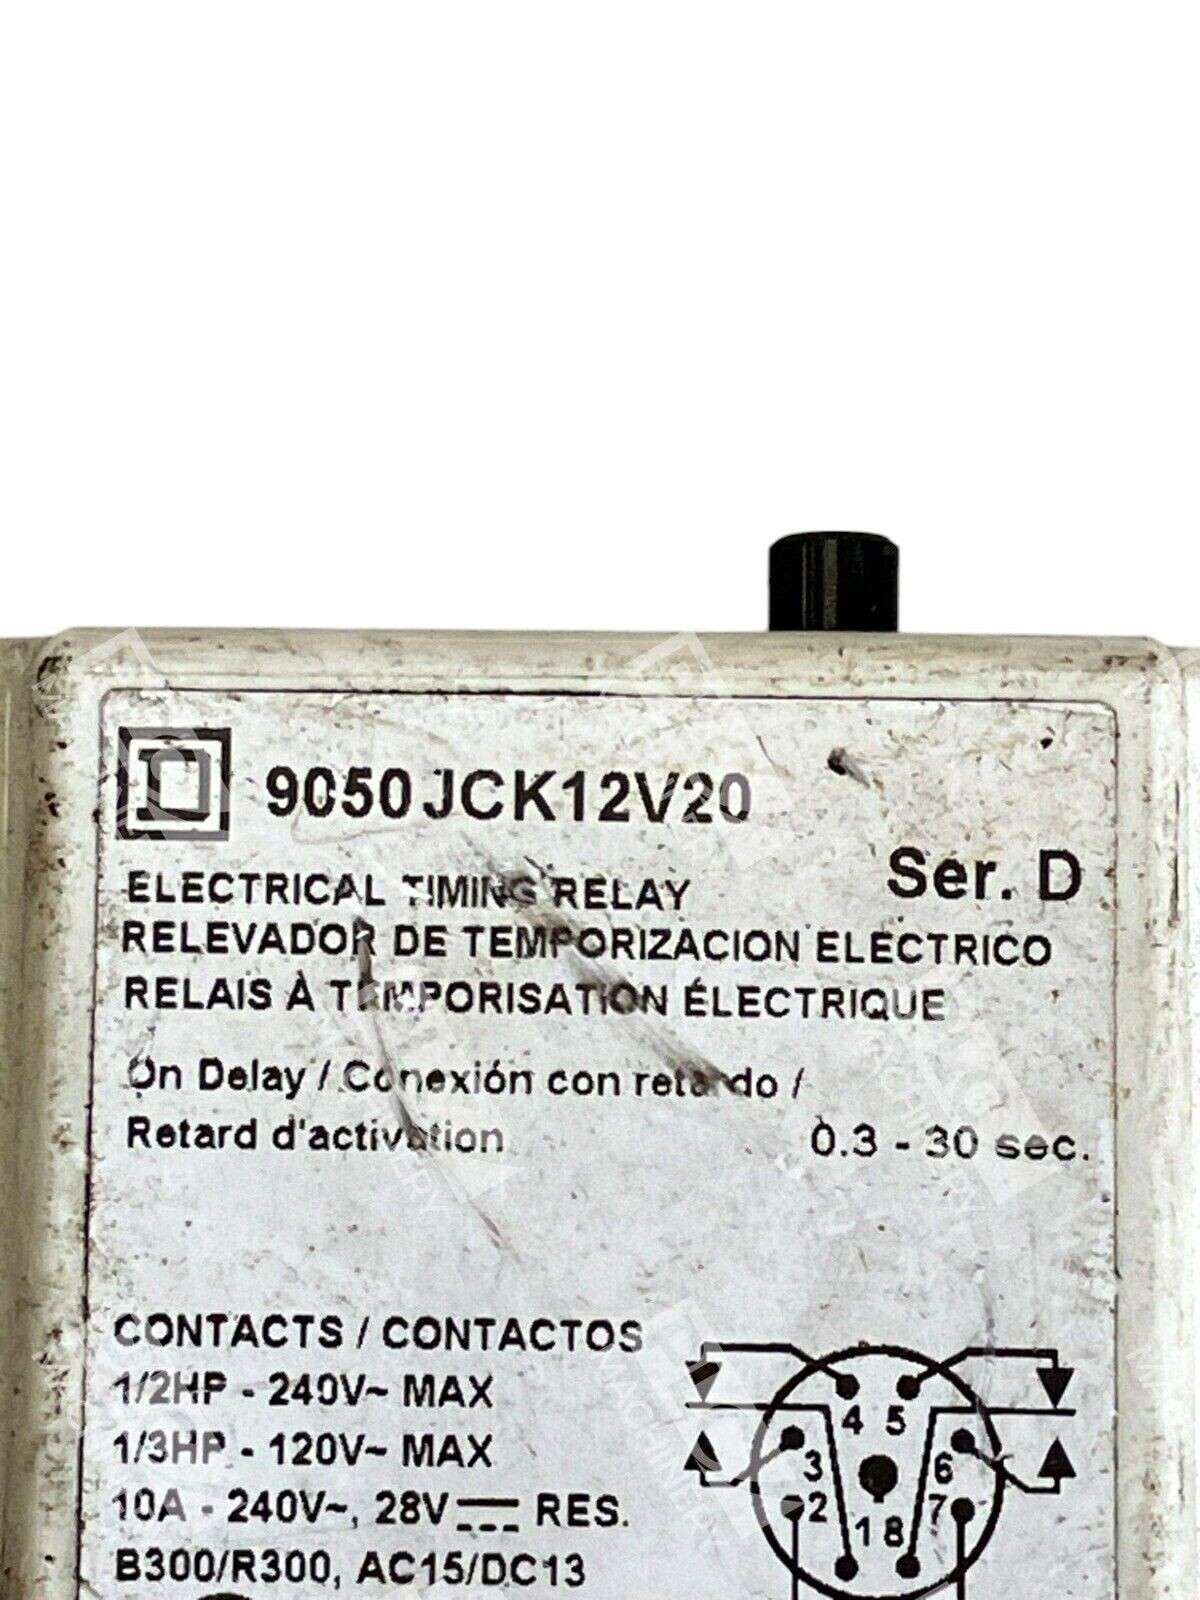 9050JCK12V20
Ser. D
ELECTRICAL TIMING RELAY
RELEVADOR DE TEMPORIZACION ELECTRICO
RELAIS À TEMPORISATION ÉLECTRIQUE
On Delay / Conexión con retardo /
Retard d'activation 0.3 - 30 sec.
CONTACTS / CONTACTOS
1/2HP - 240V~ MAX
1/3HP - 120V~ MAX
10A - 240V~, 28V⎓ RES.
B300/R300, AC15/DC13
4 5
3 6
2 7
1 8